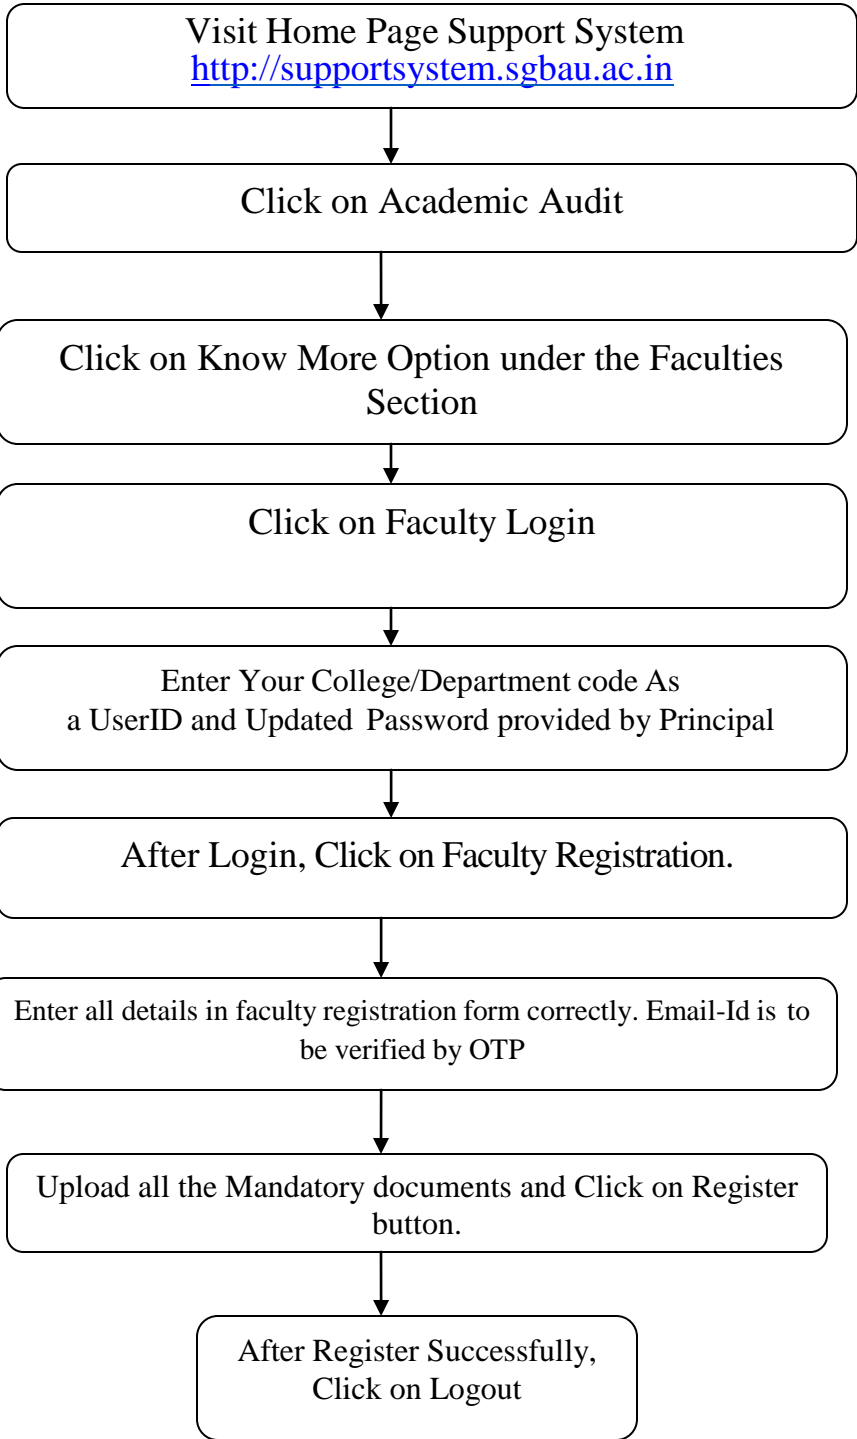 Visit Home Page Support System
http://supportsystem.sgbau.ac.in
Click on Academic Audit
Click on Know More Option under the Faculties
Section
Click on Faculty Login
Enter Your College/Department code As
a UserID and Updated Password provided by Principal
After Login, Click on Faculty Registration.
Enter all details in faculty registration form correctly. Email-Id is to
be verified by OTP
Upload all the Mandatory documents and Click on Register
button.
After Register Successfully,
Click on Logout